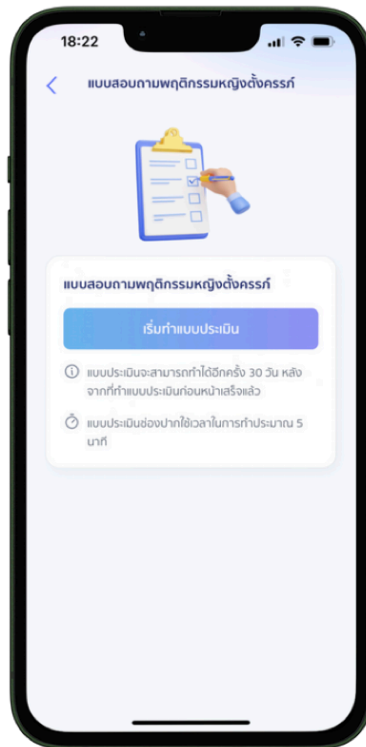 18:22
แบบสอบถามพฤติกรรมหญิงตั้งครรภ์
แบบสอบถามพฤติกรรมหญิงตั้งครรภ์
เริ่มทำแบบประเมิน
แบบประเมินจะสามารถทำได้อีกครั้ง 30 วัน หลัง
จากที่ทำแบบประเมินก่อนหน้าเสร็จแล้ว
แบบประเมินช่องปากใช้เวลาในการทำประมาณ 5
นาที